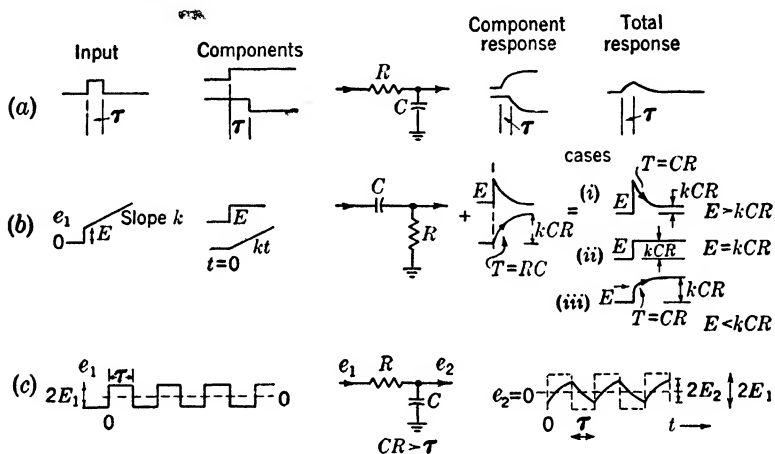 Input
Components
Component response
Total response
(a)
τ
τ
R
C
τ
τ
cases
(b)
e₁
0
E
Slope k
E
kt
t=0
C
R
+
E
kCR
T=RC
=
(i)
E
T=CR
kCR
E>kCR
(ii)
E
kCR
E=kCR
(iii)
E
T=CR
kCR
E<kCR
(c)
e₁
2E₁
τ
0
0
e₁
R
e₂
C
CR>τ
e₂=0
0
τ
t
2E₂
2E₁